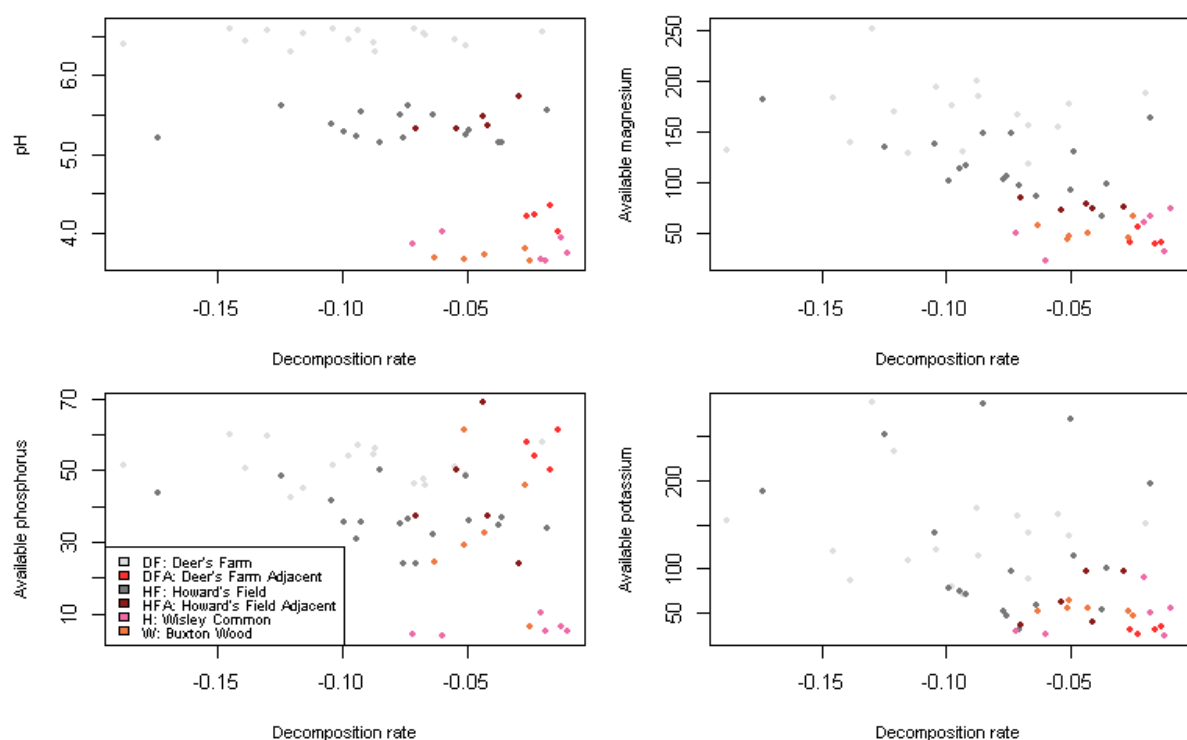 pH
6.0
5.0
4.0
-0.15 -0.10 -0.05
Decomposition rate
Available magnesium
250
200
150
100
50
-0.15 -0.10 -0.05
Decomposition rate
Available phosphorus
70
50
30
10
DF: Deer's Farm
DFA: Deer's Farm Adjacent
HF: Howard's Field
HFA: Howard's Field Adjacent
H: Wisley Common
W: Buxton Wood
-0.15 -0.10 -0.05
Decomposition rate
Available potassium
200
100
50
-0.15 -0.10 -0.05
Decomposition rate